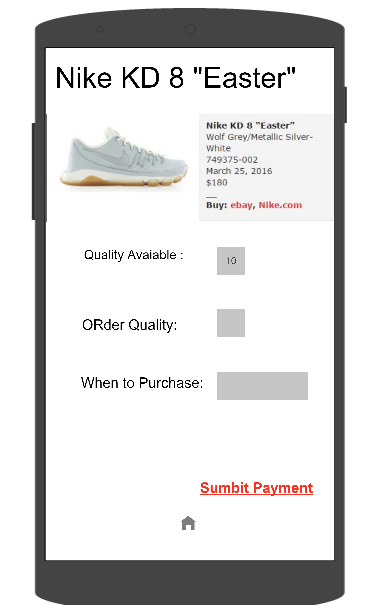 Nike KD 8 "Easter"
Nike KD 8 “Easter”
Wolf Grey/Metallic Silver-
White
749375-002
March 25, 2016
$180
—
Buy: ebay, Nike.com
Quality Avaiable :
10
ORder Quality:
When to Purchase:
Sumbit Payment